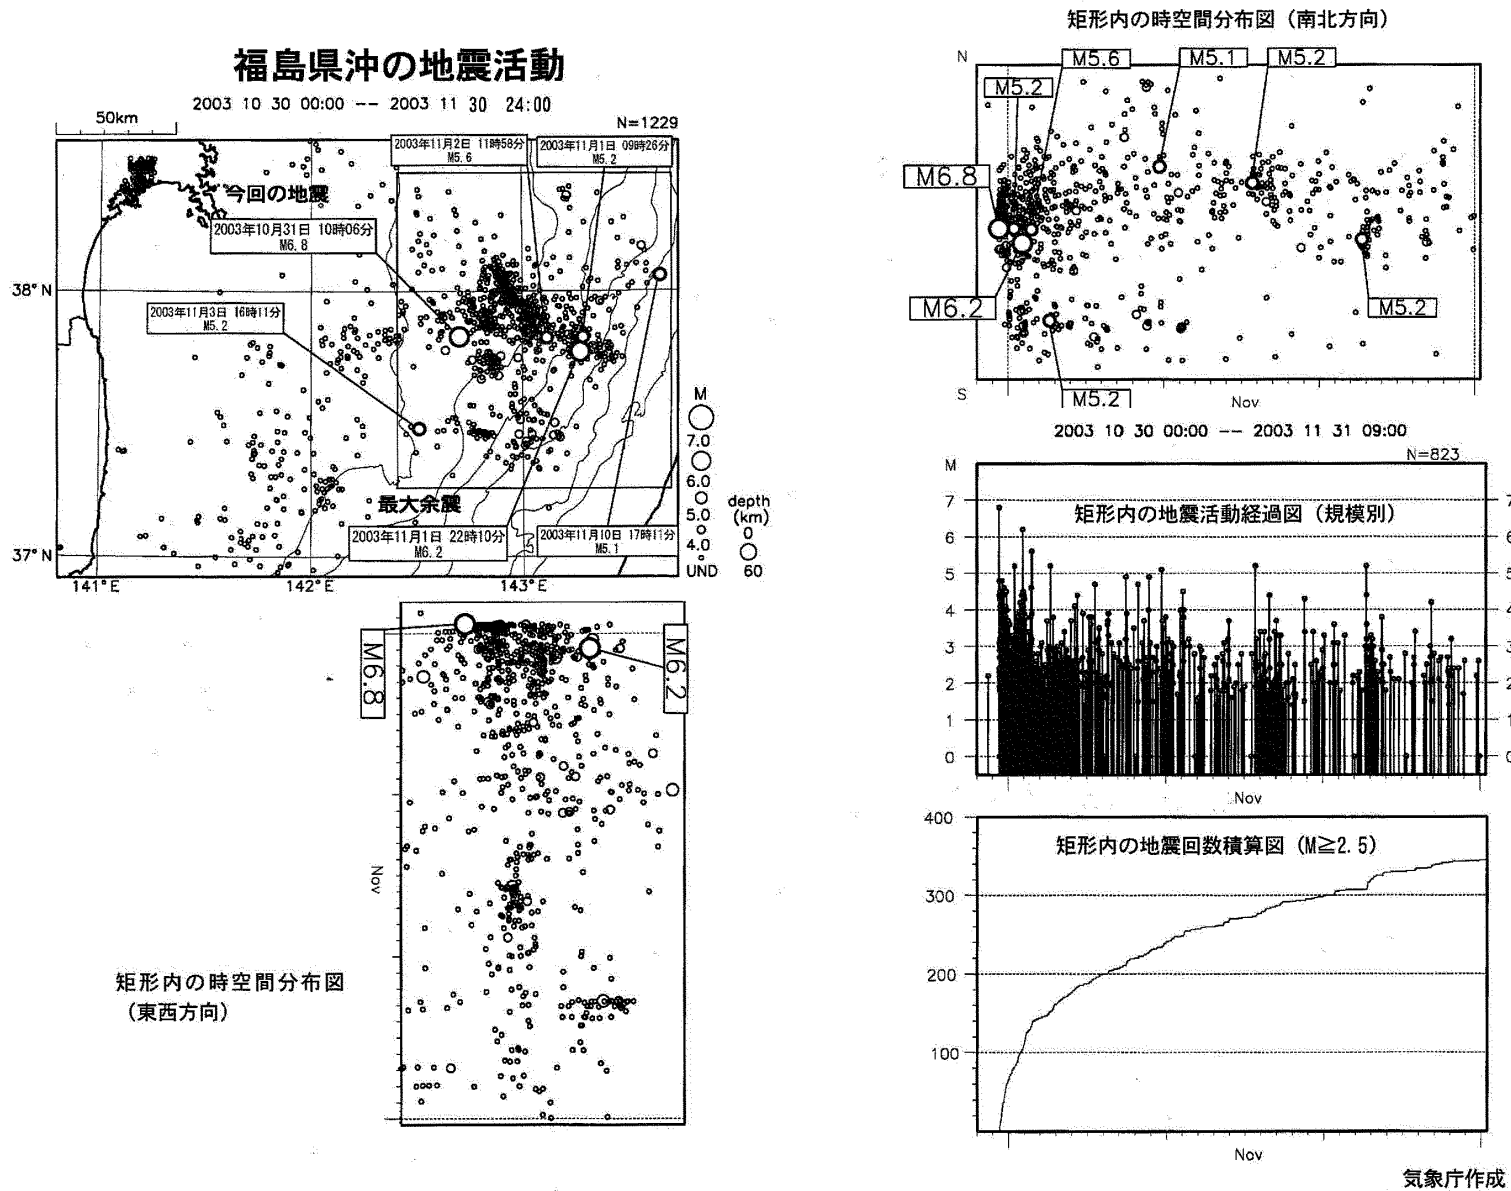 福島県沖の地震活動
2003 10 30 00:00 -- 2003 11 30 24:00
50km
N=1229
2003年11月2日 11時58分
M5.6
2003年11月1日 09時26分
M5.2
今回の地震
2003年10月31日 10時06分
M6.8
38°N
2003年11月3日 16時11分
M5.2
最大余震
2003年11月1日 22時10分
M6.2
2003年11月10日 17時11分
M5.1
37°N
141°E
142°E
143°E
M
7.0
6.0
5.0
4.0
UND
depth
(km)
0
60
M6.8
M6.2
Nov
矩形内の時空間分布図
(東西方向)
矩形内の時空間分布図(南北方向)
N
M5.6
M5.1
M5.2
M5.2
M6.8
M6.2
M5.2
M5.2
S
Nov
2003 10 30 00:00 -- 2003 11 31 09:00
N=823
M
矩形内の地震活動経過図(規模別)
7
6
5
4
3
2
1
0
Nov
矩形内の地震回数積算図(M≧2.5)
400
300
200
100
Nov
気象庁作成